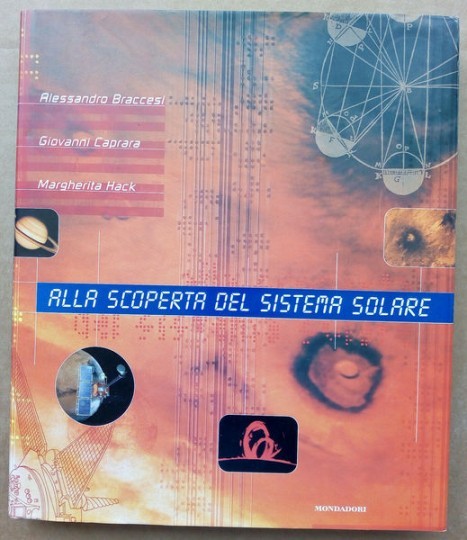 Alessandro Braccesi
Giovanni Caprara
Margherita Hack
ALLA SCOPERTA DEL SISTEMA SOLARE
MONDADORI